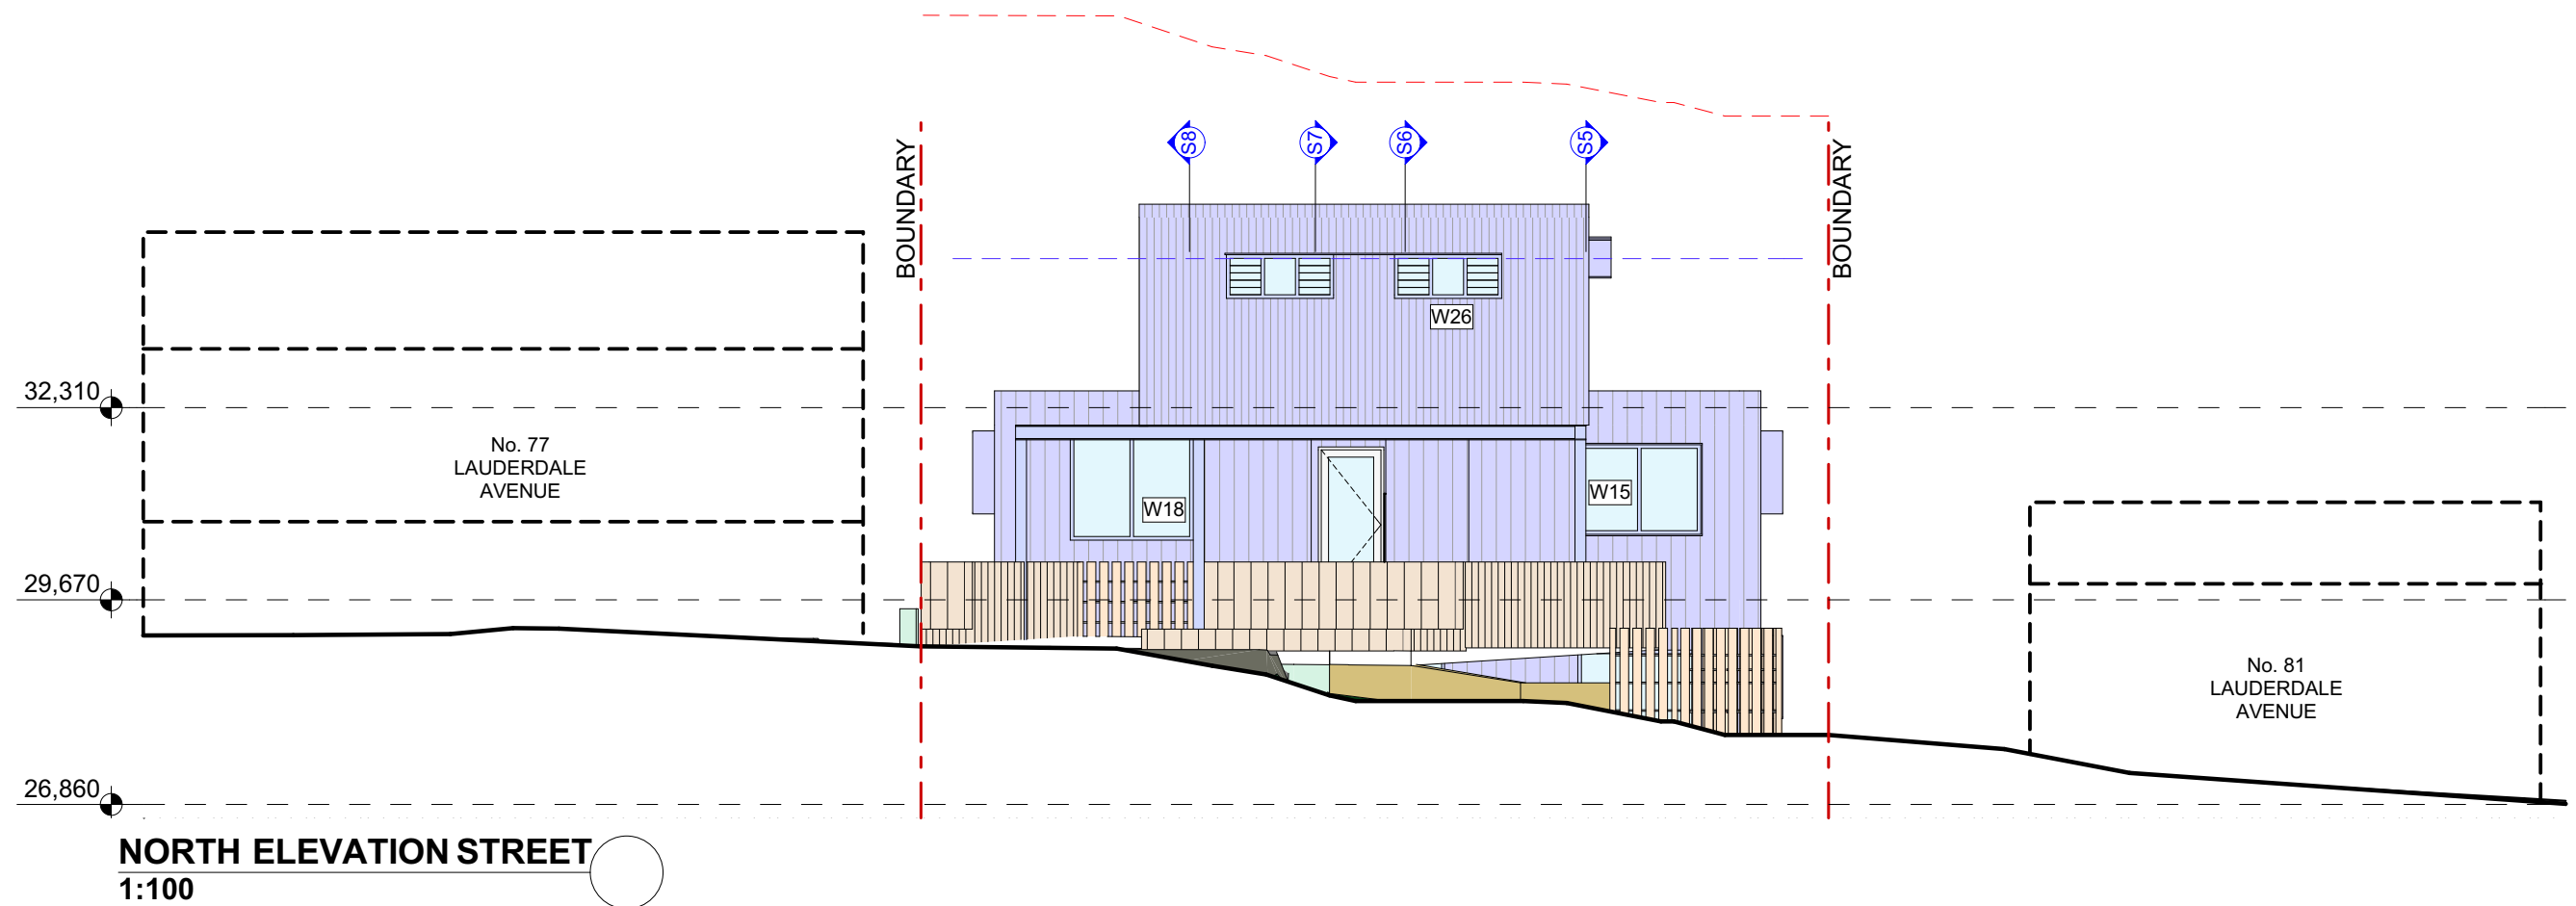 BOUNDARY
S8
S7
S6
S5
BOUNDARY
W26
32,310
No. 77
LAUDERDALE
AVENUE
W18
W15
29,670
No. 81
LAUDERDALE
AVENUE
26,860
NORTH ELEVATION STREET
1:100